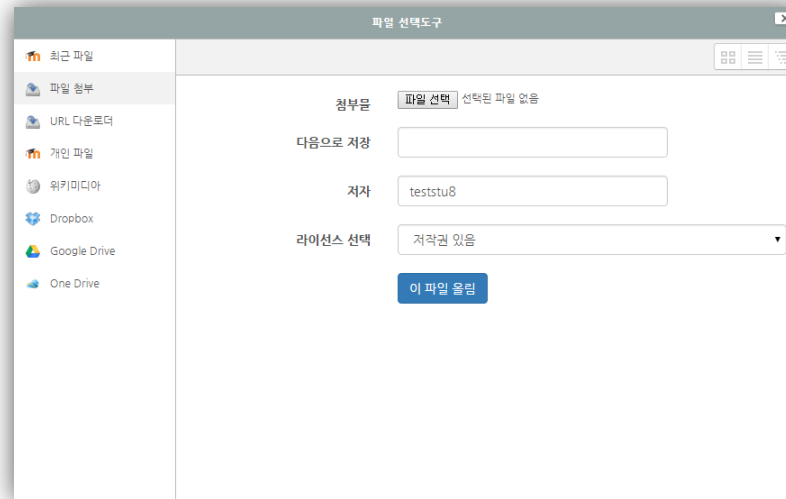 파일 선택도구
최근 파일
파일 첨부
URL 다운로더
개인 파일
위키미디어
Dropbox
Google Drive
One Drive
첨부물 파일 선택 선택된 파일 없음
다음으로 저장
저자 teststu8
라이선스 선택 저작권 있음
이 파일 올림